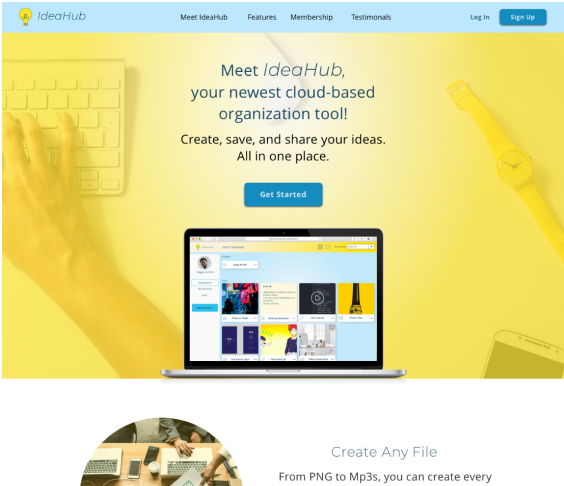 IdeaHub
Meet IdeaHub
Features
Membership
Testimonals
Log In
Sign Up
Meet IdeaHub,
your newest cloud-based
organization tool!
Create, save, and share your ideas.
All in one place.
Get Started
Create Any File
From PNG to Mp3s, you can create every